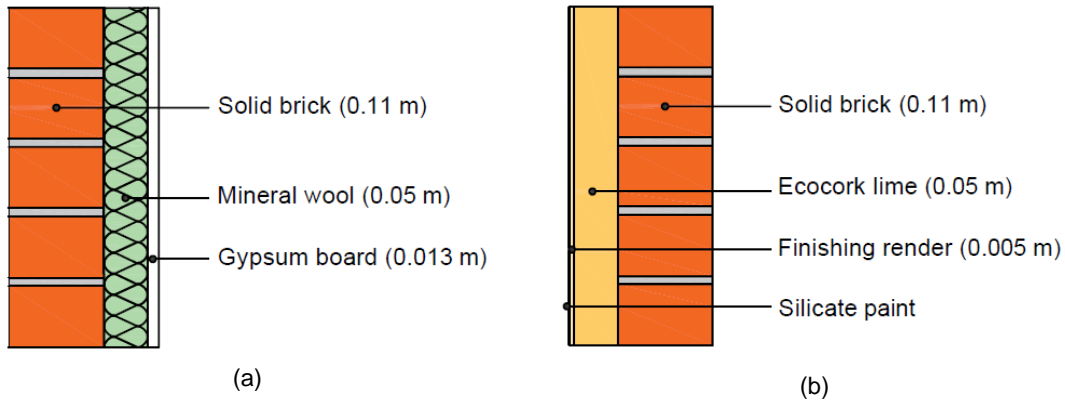 Solid brick (0.11 m)
Mineral wool (0.05 m)
Gypsum board (0.013 m)
(a)
Solid brick (0.11 m)
Ecocork lime (0.05 m)
Finishing render (0.005 m)
Silicate paint
(b)